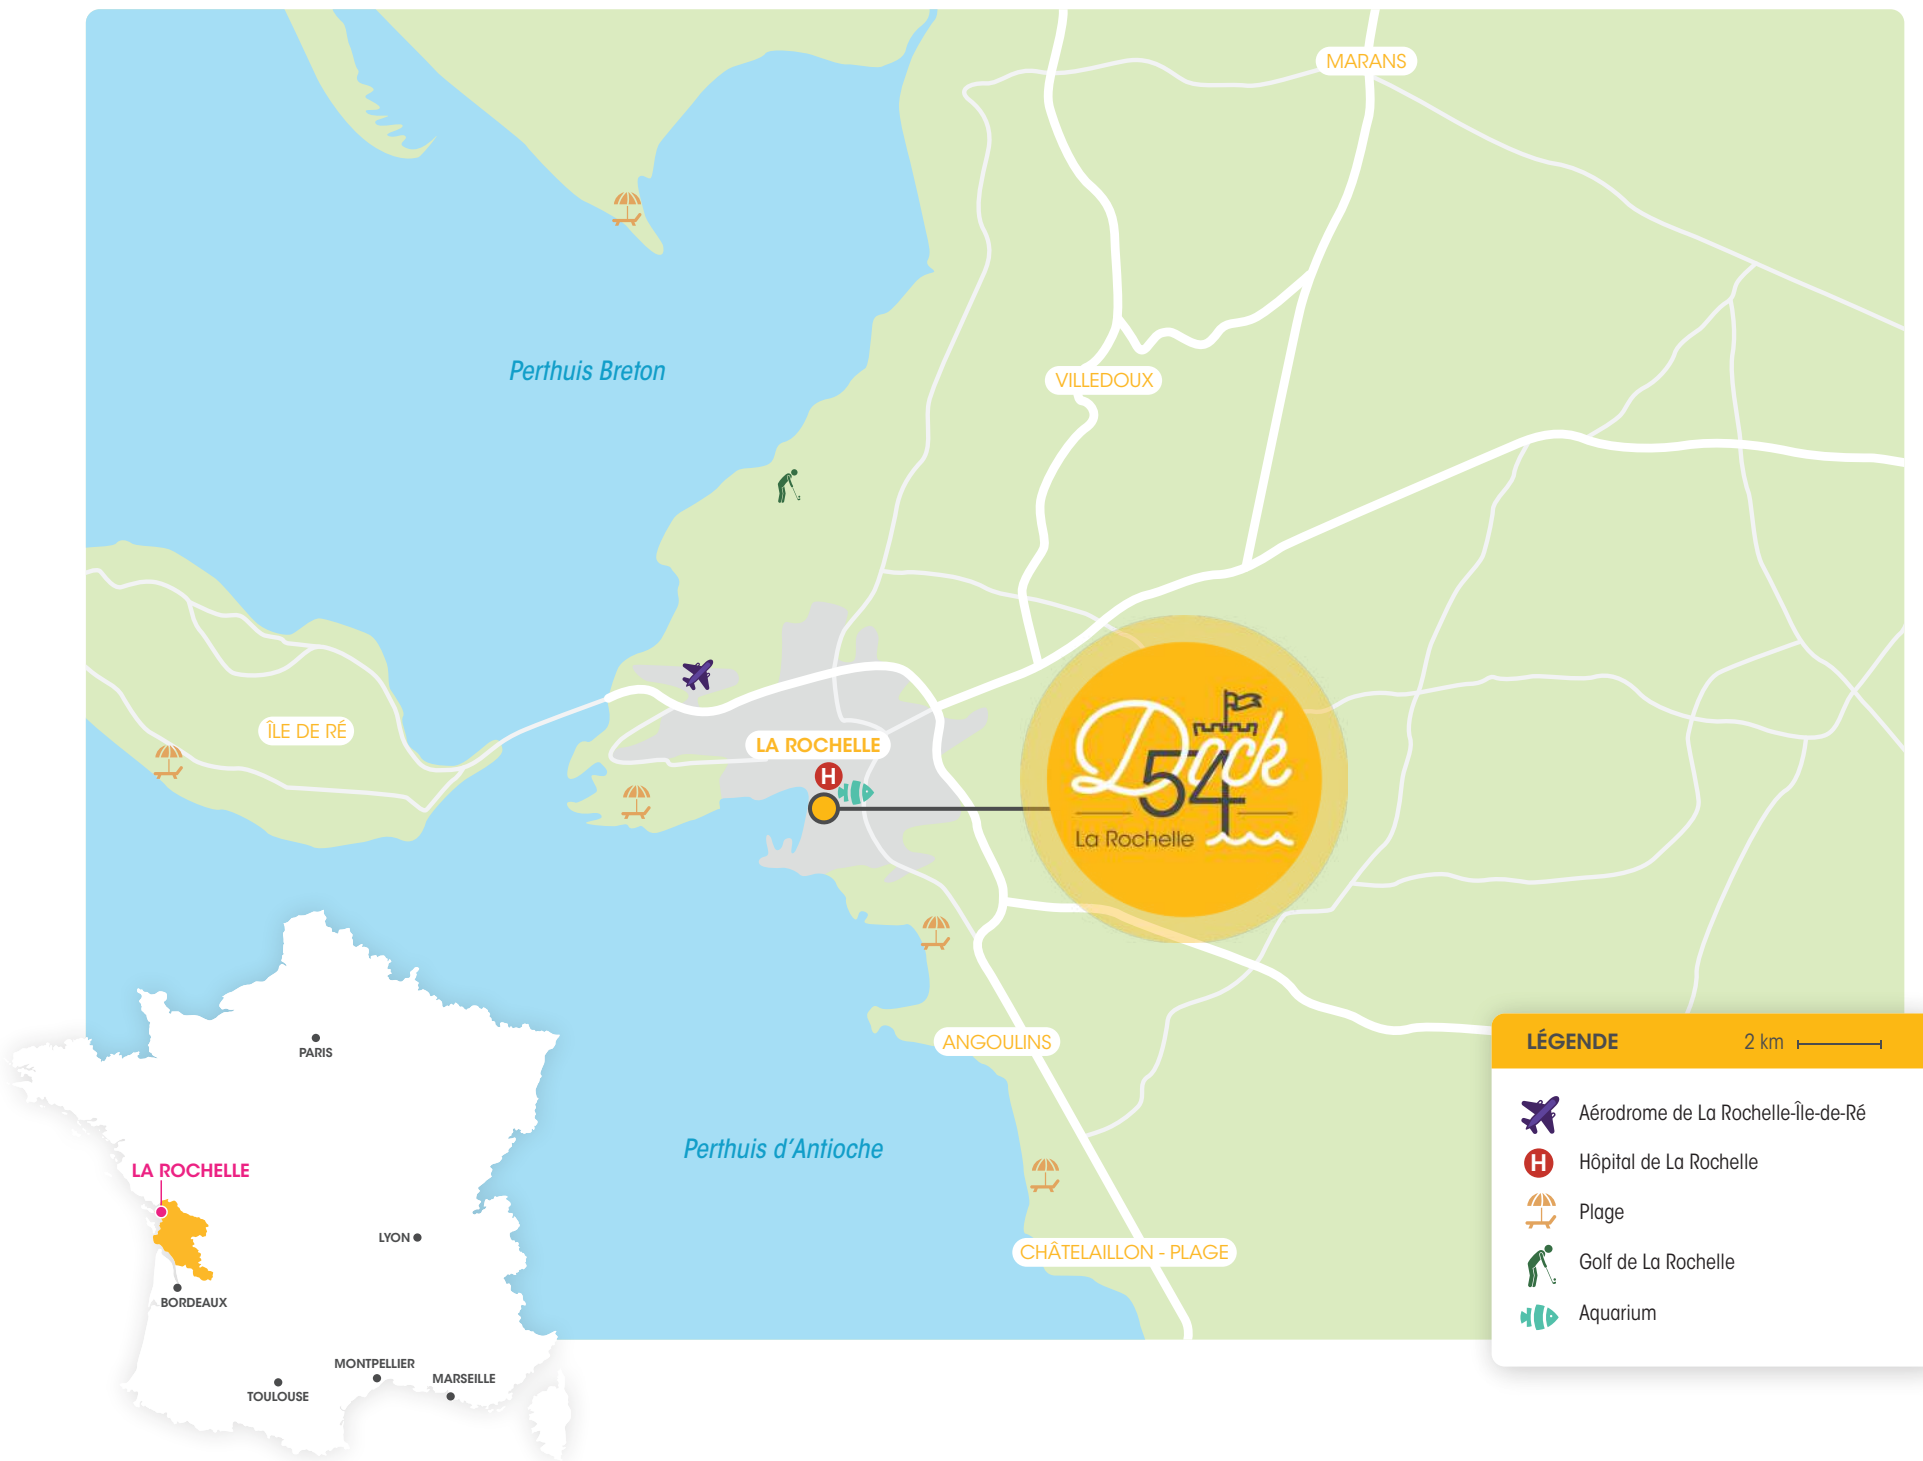 MARANS
Perthuis Breton
VILLEDOUX
ÎLE DE RÉ
LA ROCHELLE
H
Dock
54
La Rochelle
ANGOULINS
Perthuis d'Antioche
CHÂTELAILLON - PLAGE
PARIS
LA ROCHELLE
LYON
BORDEAUX
MONTPELLIER
MARSEILLE
TOULOUSE
LÉGENDE 2 km
Aérodrome de La Rochelle-Île-de-Ré
H Hôpital de La Rochelle
Plage
Golf de La Rochelle
Aquarium